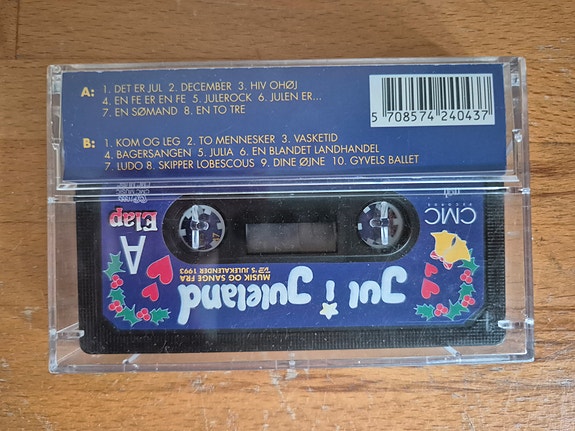 A: 1. DET ER JUL 2. DECEMBER 3. HIV OHØJ
4. EN FE ER EN FE 5. JULEROCK 6. JULEN ER...
7. EN SØMAND 8. EN TO TRE
5 708574 240437
B: 1. KOM OG LEG 2. TO MENNESKER 3. VASKETID
4. BAGERSANGEN 5. JULIA 6. EN BLANDET LANDHANDEL
7. LUDO 8. SKIPPER LOBESCOUS 9. DINE ØJNE 10. GYVELS BALLET
Jul i Juleland
MUSIK OG SANGE FRA
TV2'S JULEKALENDER 1993
A
Elap
CMC
RECORDS